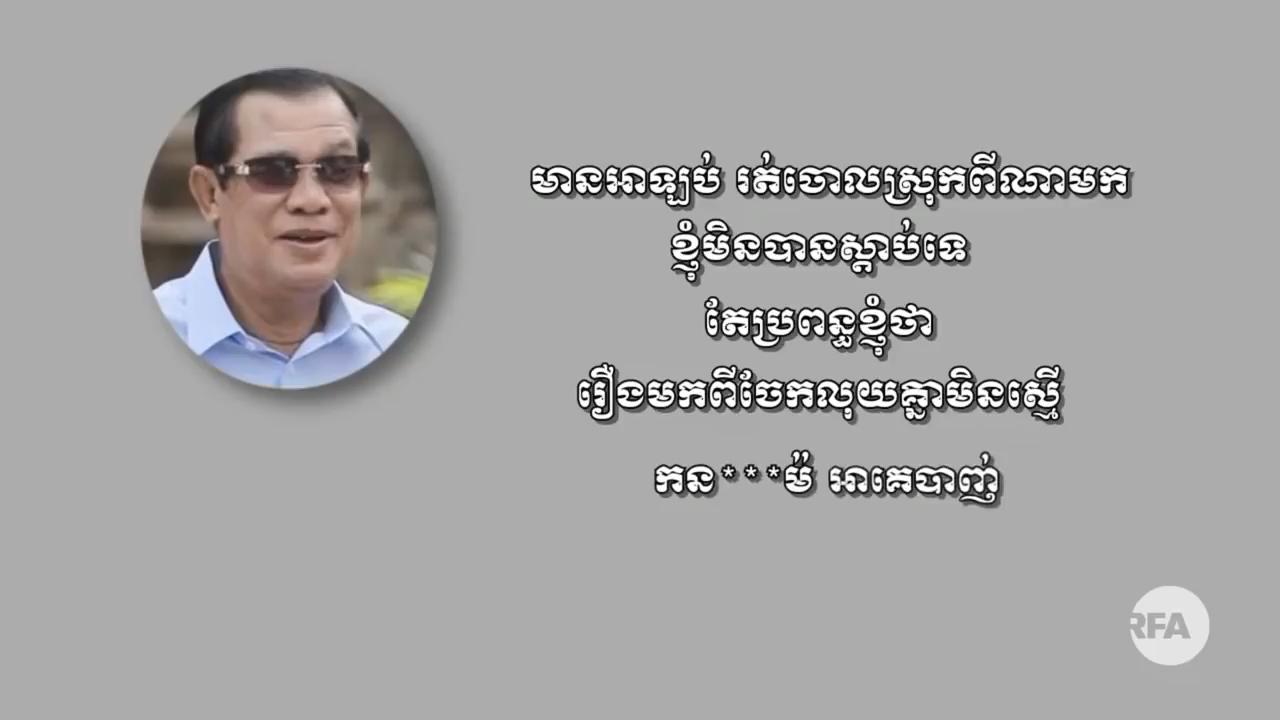 មានអាឡប់ រត់ចោលស្រុកពីណាមក
ខ្ញុំមិនបានស្តាប់ទេ
តែប្រពន្ធខ្ញុំថា
រឿងមកពីចែកលុយគ្នាមិនស្មើ
កន***ម៉ែ អាគេបាញ់
RFA